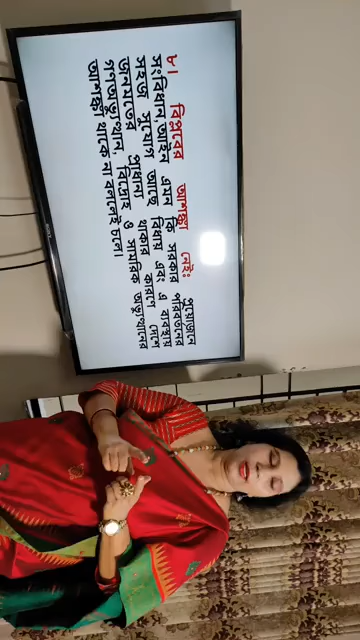 ৮। বিপ্লবের আশঙ্কা নেই: প্রয়োজনে
সংবিধান,আইন এমন কি সরকার পরিবর্তনের
সহজ সুযোগ আছে বিধায় এবং এ ব্যবস্থায়
জনমতের প্রাধান্য থাকার কারণে দেশে
গণঅভ্যুত্থান, বিদ্রোহ ও সামরিক অভ্যুত্থানের
আশঙ্কা থাকে না বললেই চলে।